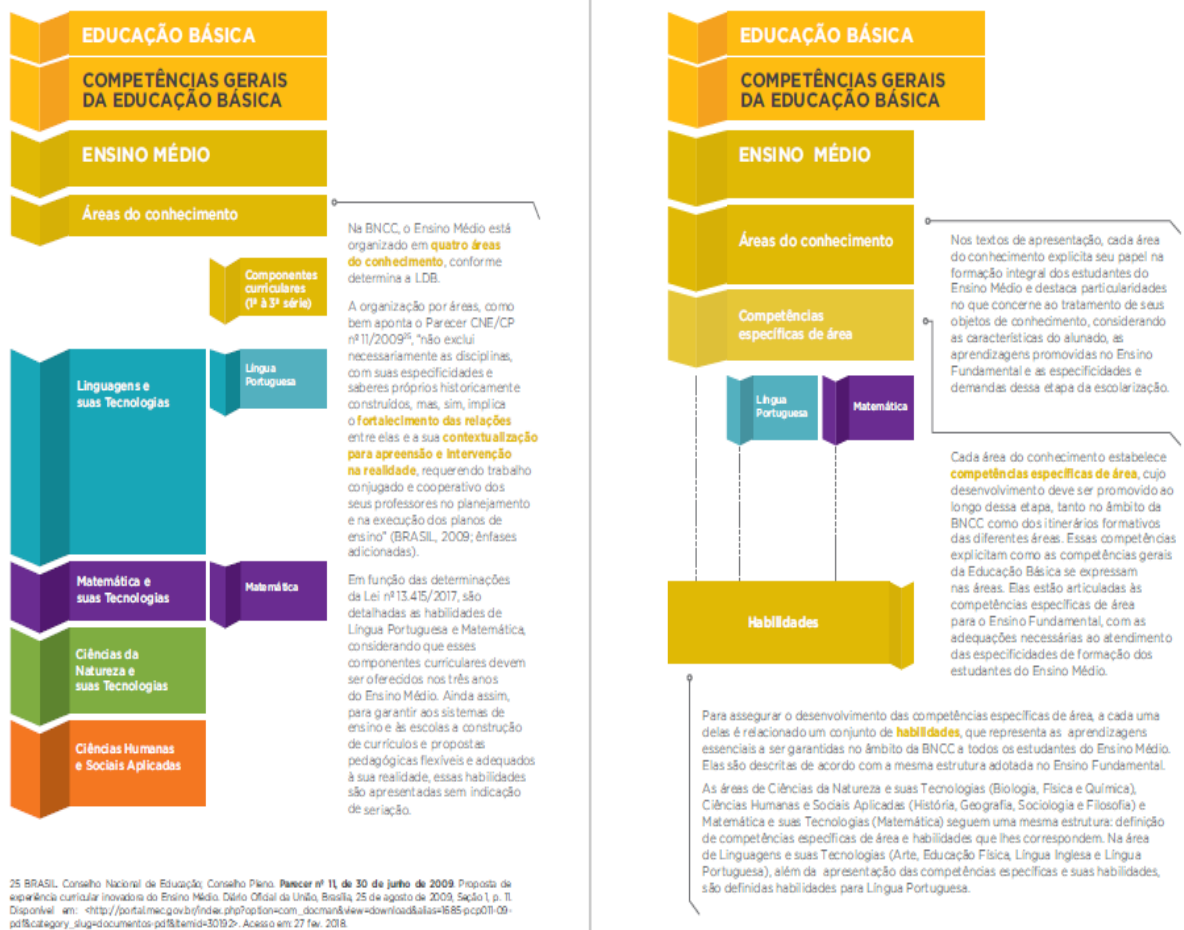 EDUCAÇÃO BÁSICA
COMPETÊNCIAS GERAIS
DA EDUCAÇÃO BÁSICA
ENSINO MÉDIO
Áreas do conhecimento
Componentes
curriculares
(1ª à 3ª série)
Linguagens e
suas Tecnologias
Língua
Portuguesa
Matemática e
suas Tecnologias
Matemática
Ciências da
Natureza e
suas Tecnologias
Ciências Humanas
e Sociais Aplicadas
Na BNCC, o Ensino Médio está
organizado em quatro áreas
do conhecimento, conforme
determina a LDB.
A organização por áreas, como
bem aponta o Parecer CNE/CP
nº 11/2009²⁵, “não exclui
necessariamente as disciplinas,
com suas especificidades e
saberes próprios historicamente
construídos, mas, sim, implica
o fortalecimento das relações
entre elas e a sua contextualização
para apreensão e intervenção
na realidade, requerendo trabalho
conjugado e cooperativo dos
seus professores no planejamento
e na execução dos planos de
ensino” (BRASIL, 2009; ênfases
adicionadas).
Em função das determinações
da Lei nº 13.415/2017, são
detalhadas as habilidades de
Língua Portuguesa e Matemática,
considerando que esses
componentes curriculares devem
ser oferecidos nos três anos
do Ensino Médio. Ainda assim,
para garantir aos sistemas de
ensino e às escolas a construção
de currículos e propostas
pedagógicas flexíveis e adequados
à sua realidade, essas habilidades
são apresentadas sem indicação
de seriação.
25 BRASIL. Conselho Nacional de Educação; Conselho Pleno. Parecer nº 11, de 30 de junho de 2009. Proposta de
experiência curricular inovadora do Ensino Médio. Diário Oficial da União, Brasília, 25 de agosto de 2009, Seção 1, p. 11.
Disponível em: <http://portal.mec.gov.br/index.php?option=com_docman&view=download&alias=1685-pcp011-09-
pdf&category_slug=documentos-pdf&Itemid=30192>. Acesso em: 27 fev. 2018.
EDUCAÇÃO BÁSICA
COMPETÊNCIAS GERAIS
DA EDUCAÇÃO BÁSICA
ENSINO MÉDIO
Áreas do conhecimento
Competências
específicas de área
Língua
Portuguesa
Matemática
Habilidades
Nos textos de apresentação, cada área
do conhecimento explicita seu papel na
formação integral dos estudantes do
Ensino Médio e destaca particularidades
no que concerne ao tratamento de seus
objetos de conhecimento, considerando
as características do alunado, as
aprendizagens promovidas no Ensino
Fundamental e as especificidades e
demandas dessa etapa da escolarização.
Cada área do conhecimento estabelece
competências específicas de área, cujo
desenvolvimento deve ser promovido ao
longo dessa etapa, tanto no âmbito da
BNCC como dos itinerários formativos
das diferentes áreas. Essas competências
explicitam como as competências gerais
da Educação Básica se expressam
nas áreas. Elas estão articuladas às
competências específicas de área
para o Ensino Fundamental, com as
adequações necessárias ao atendimento
das especificidades de formação dos
estudantes do Ensino Médio.
Para assegurar o desenvolvimento das competências específicas de área, a cada uma
delas é relacionado um conjunto de habilidades, que representa as aprendizagens
essenciais a ser garantidas no âmbito da BNCC a todos os estudantes do Ensino Médio.
Elas são descritas de acordo com a mesma estrutura adotada no Ensino Fundamental.
As áreas de Ciências da Natureza e suas Tecnologias (Biologia, Física e Química),
Ciências Humanas e Sociais Aplicadas (História, Geografia, Sociologia e Filosofia) e
Matemática e suas Tecnologias (Matemática) seguem uma mesma estrutura: definição
de competências específicas de área e habilidades que lhes correspondem. Na área
de Linguagens e suas Tecnologias (Arte, Educação Física, Língua Inglesa e Língua
Portuguesa), além da apresentação das competências específicas e suas habilidades,
são definidas habilidades para Língua Portuguesa.